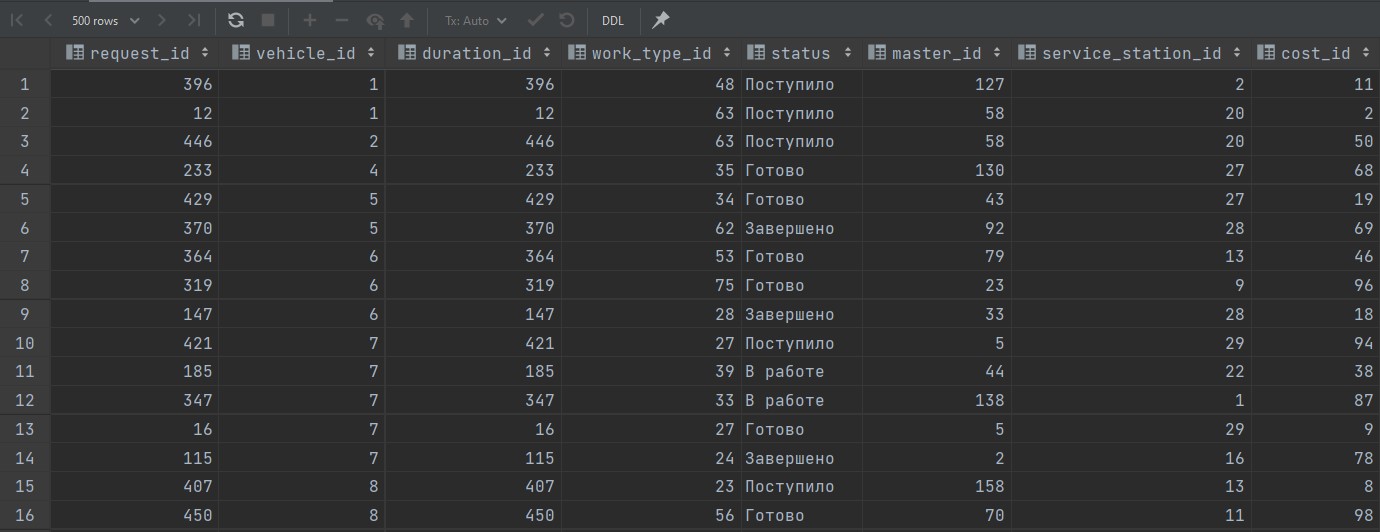 500 rows Tx: Auto DDL
request_id vehicle_id duration_id work_type_id status master_id service_station_id cost_id
1 396 1 396 48 Поступило 127 2 11
2 12 1 12 63 Поступило 58 20 2
3 446 2 446 63 Поступило 58 20 50
4 233 4 233 35 Готово 130 27 68
5 429 5 429 34 Готово 43 27 19
6 370 5 370 62 Завершено 92 28 69
7 364 6 364 53 Готово 79 13 46
8 319 6 319 75 Готово 23 9 96
9 147 6 147 28 Завершено 33 28 18
10 421 7 421 27 Поступило 5 29 94
11 185 7 185 39 В работе 44 22 38
12 347 7 347 33 В работе 138 1 87
13 16 7 16 27 Готово 5 29 9
14 115 7 115 24 Завершено 2 16 78
15 407 8 407 23 Поступило 158 13 8
16 450 8 450 56 Готово 70 11 98